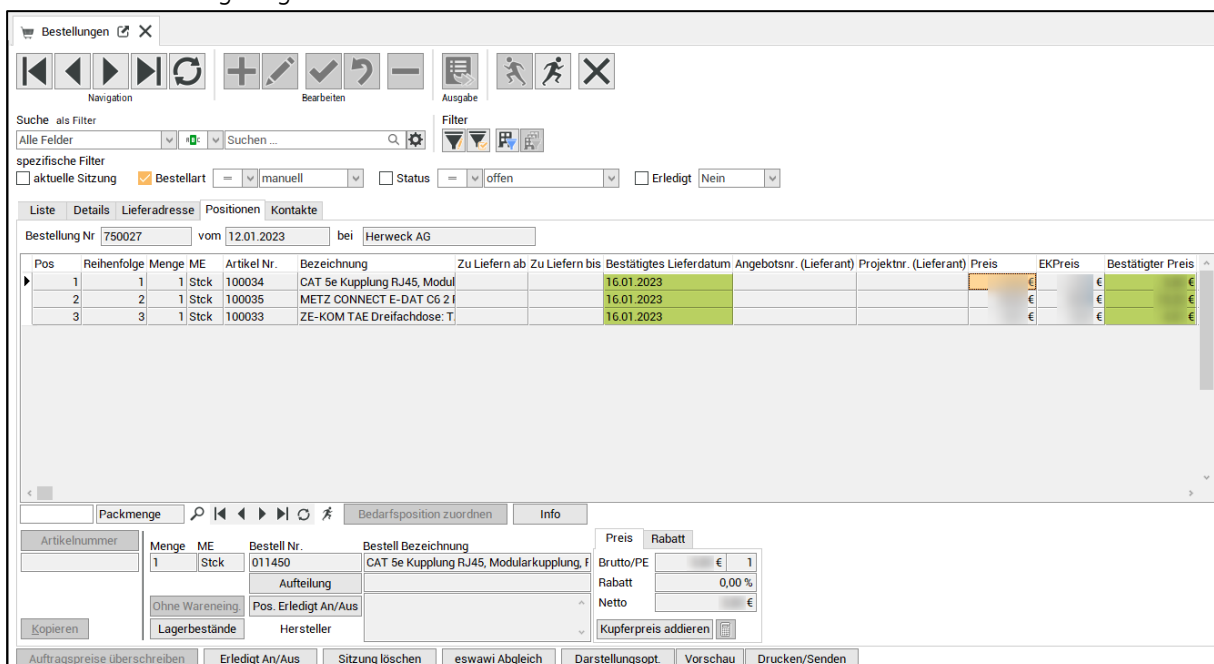 Bestellungen
Navigation Bearbeiten Ausgabe
Suche als Filter Filter
Alle Felder Suchen ...
spezifische Filter
aktuelle Sitzung Bestellart = manuell Status = offen Erledigt Nein
Liste Details Lieferadresse Positionen Kontakte
Bestellung Nr 750027 vom 12.01.2023 bei Herweck AG
Pos Reihenfolge Menge ME Artikel Nr. Bezeichnung Zu Liefern ab Zu Liefern bis Bestätigtes Lieferdatum Angebotsnr. (Lieferant) Projektnr. (Lieferant) Preis EKPreis Bestätigter Preis
1 1 1 Stck 100034 CAT 5e Kupplung RJ45, Modul 16.01.2023 € € €
2 2 1 Stck 100035 METZ CONNECT E-DAT C6 2 16.01.2023 € € €
3 3 1 Stck 100033 ZE-KOM TAE Dreifachdose: T 16.01.2023 € € €
Packmenge Bedarfsposition zuordnen Info
Artikelnummer Menge ME Bestell Nr. Bestell Bezeichnung Preis Rabatt
1 Stck 011450 CAT 5e Kupplung RJ45, Modularkupplung, Brutto/PE € 1
Aufteilung Rabatt 0,00 %
Ohne Wareneing. Pos. Erledigt An/Aus Netto €
Kopieren Lagerbestände Hersteller Kupferpreis addieren
Auftragspreise überschreiben Erledigt An/Aus Sitzung löschen eswawi Abgleich Darstellungsopt. Vorschau Drucken/Senden